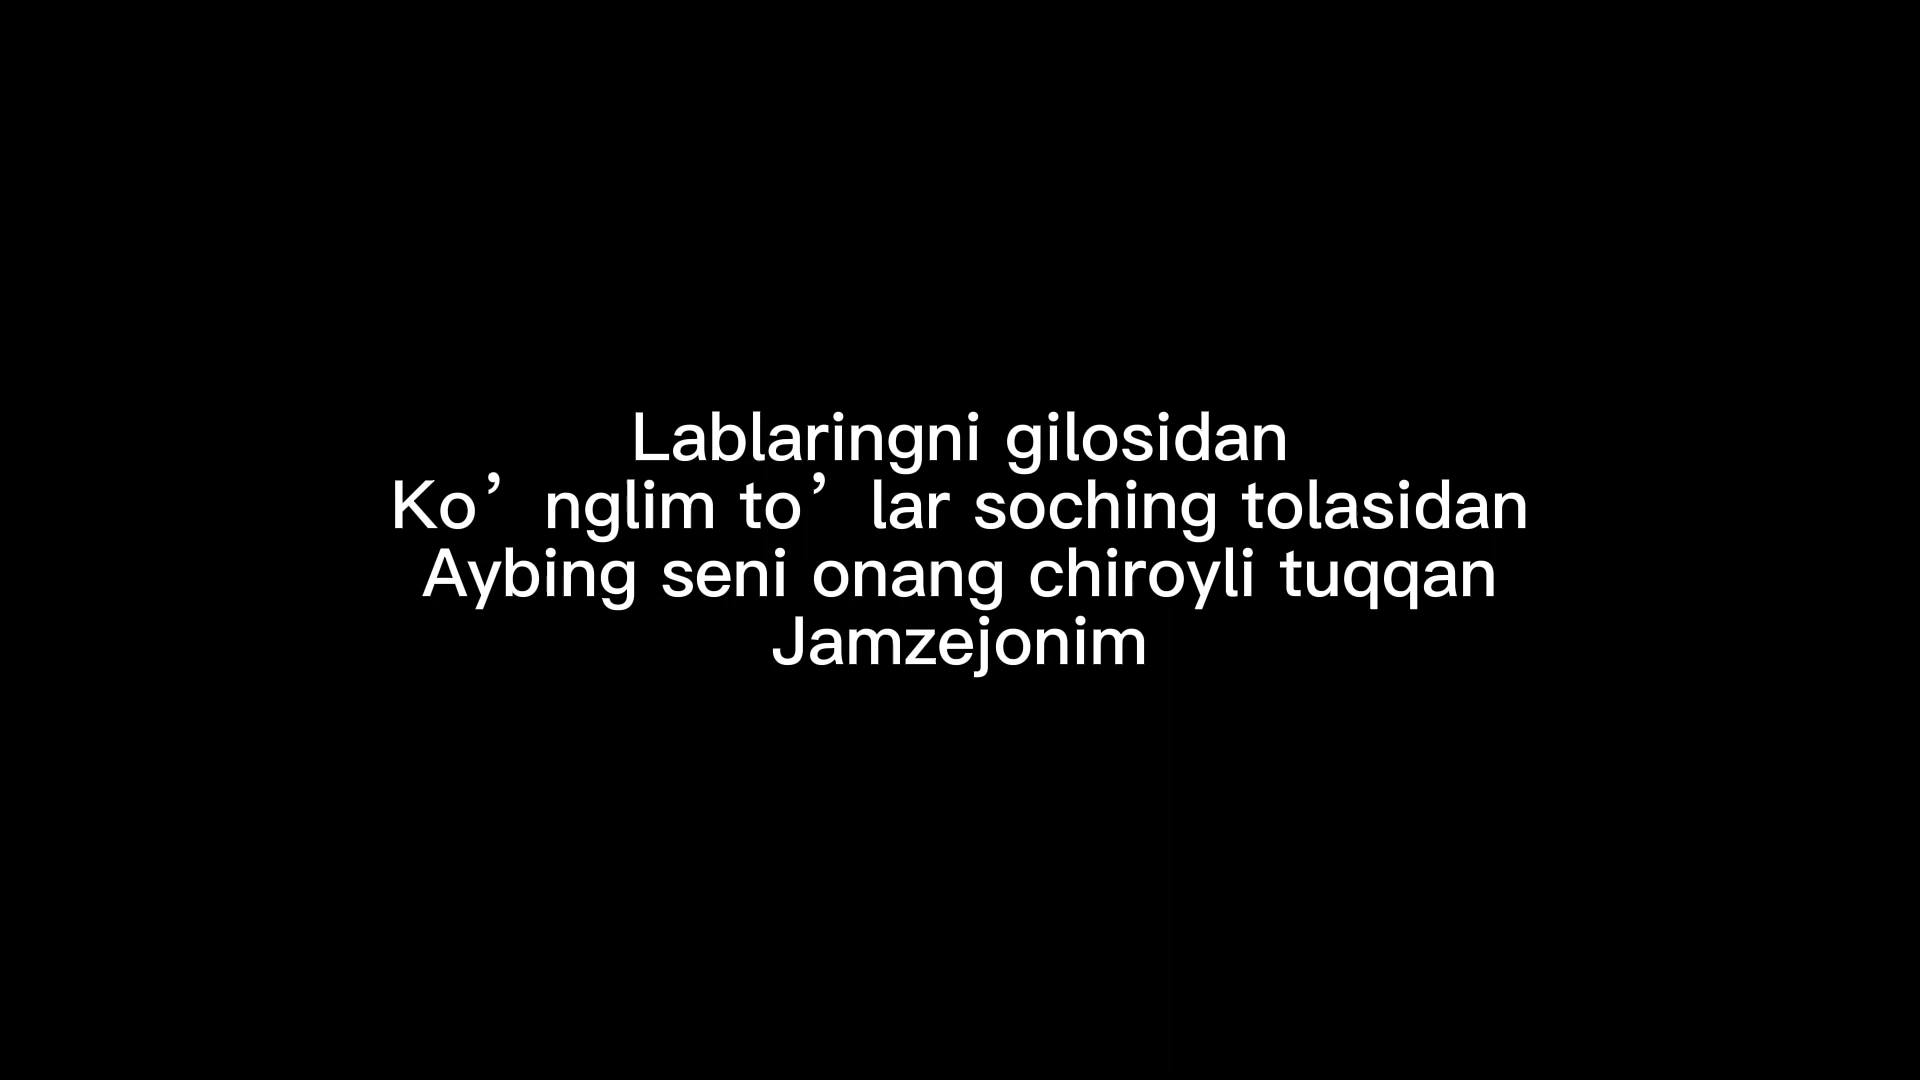 Lablaringni gilosidan
Ko’nglim to’lar soching tolasidan
Aybing seni onang chiroyli tuqqan
Jamzejonim